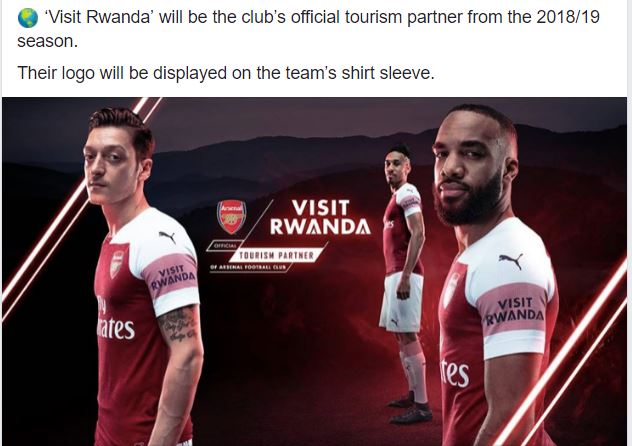 'Visit Rwanda' will be the club's official tourism partner from the 2018/19
season.
Their logo will be displayed on the team's shirt sleeve.
Arsenal
VISIT
RWANDA
OFFICIAL
TOURISM PARTNER
OF ARSENAL FOOTBALL CLUB
VISIT
RWANDA
ates
VISIT
RWANDA
tes